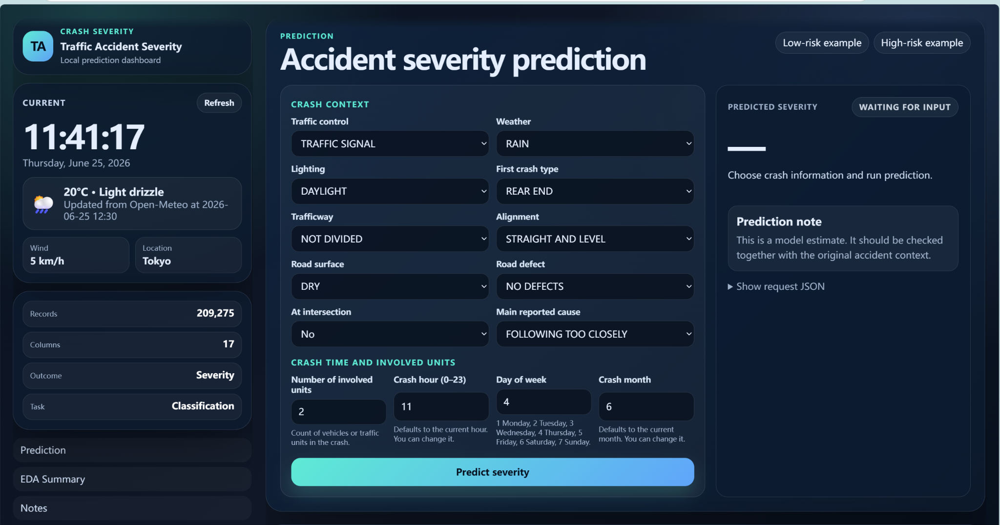 TA
CRASH SEVERITY
Traffic Accident Severity
Local prediction dashboard
CURRENT
Refresh
11:41:17
Thursday, June 25, 2026
20°C • Light drizzle
Updated from Open-Meteo at 2026-
06-25 12:30
Wind
5 km/h
Location
Tokyo
Records
209,275
Columns
17
Outcome
Severity
Task
Classification
Prediction
EDA Summary
Notes
PREDICTION
Accident severity prediction
Low-risk example
High-risk example
CRASH CONTEXT
Traffic control
TRAFFIC SIGNAL
Weather
RAIN
Lighting
DAYLIGHT
First crash type
REAR END
Trafficway
NOT DIVIDED
Alignment
STRAIGHT AND LEVEL
Road surface
DRY
Road defect
NO DEFECTS
At intersection
No
Main reported cause
FOLLOWING TOO CLOSELY
CRASH TIME AND INVOLVED UNITS
Number of involved
units
2
Count of vehicles or traffic
units in the crash.
Crash hour (0–23)
11
Defaults to the current hour.
You can change it.
Day of week
4
1 Monday, 2 Tuesday, 3
Wednesday, 4 Thursday, 5
Friday, 6 Saturday, 7 Sunday.
Crash month
6
Defaults to the current
month. You can change it.
Predict severity
PREDICTED SEVERITY
WAITING FOR INPUT
—
Choose crash information and run prediction.
Prediction note
This is a model estimate. It should be checked
together with the original accident context.
Show request JSON